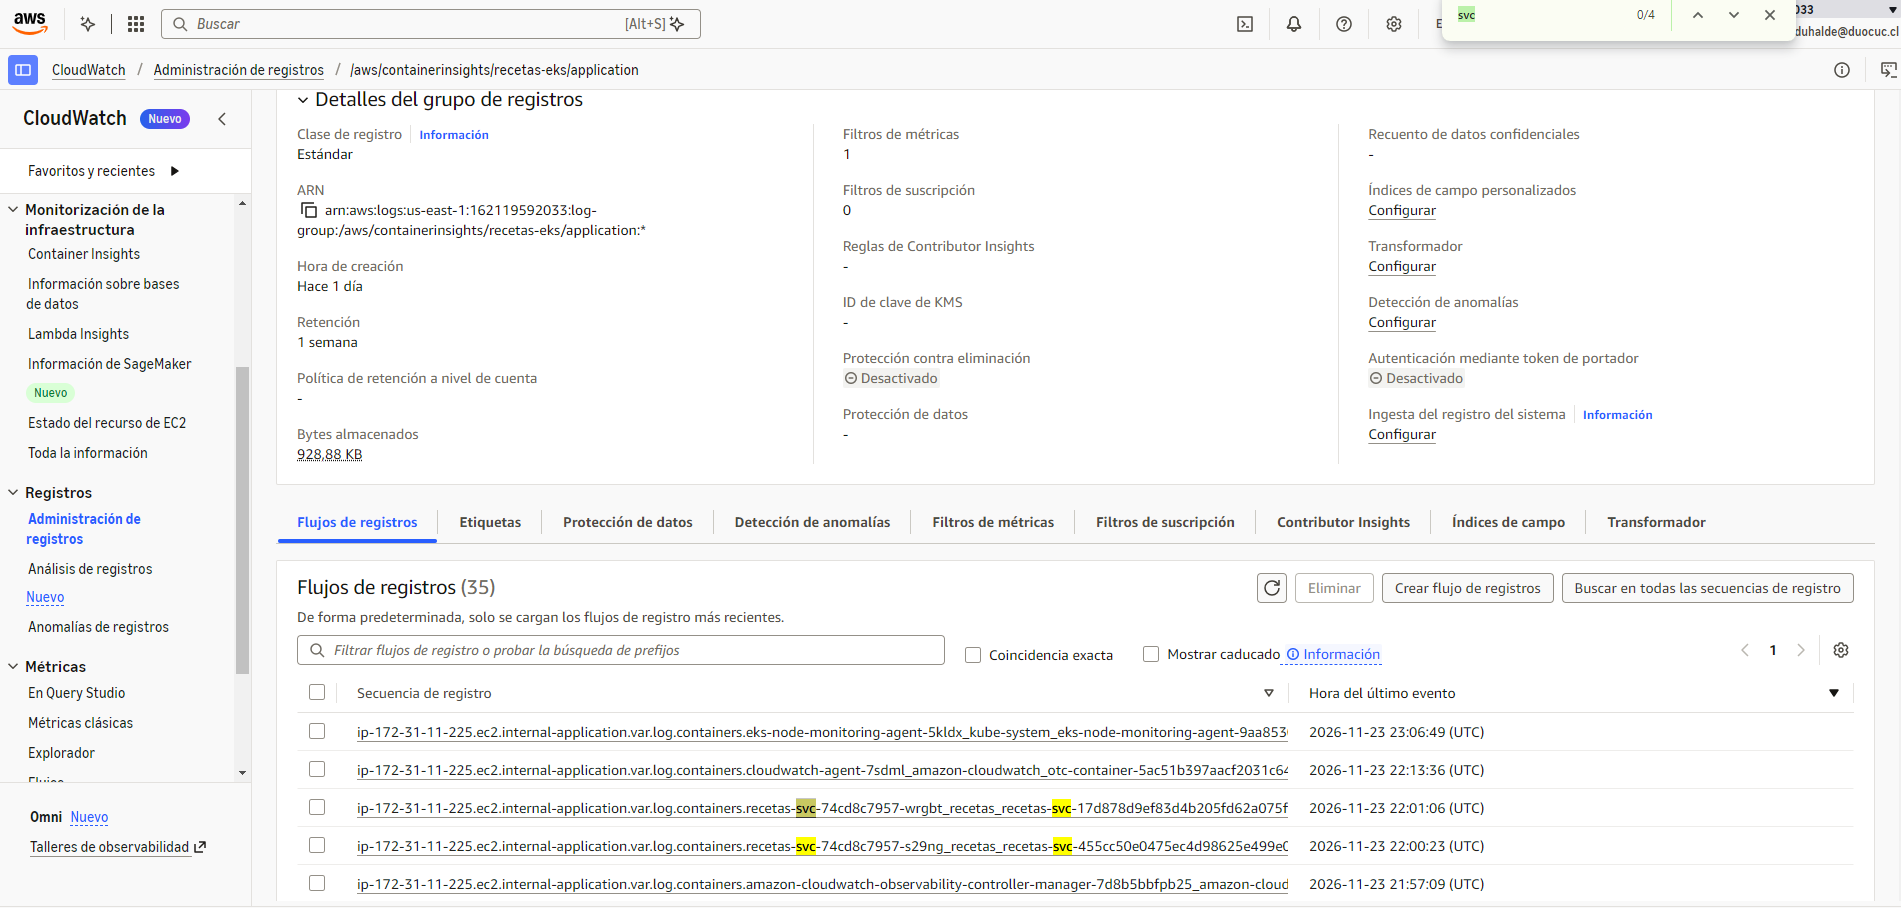 aws
Buscar
[Alt+S]
svc
0/4
033
duhalde@duocuc.cl
CloudWatch / Administración de registros / /aws/containerinsights/recetas-eks/application
CloudWatch Nuevo
Favoritos y recientes
Monitorización de la
infraestructura
Container Insights
Información sobre bases
de datos
Lambda Insights
Información de SageMaker
Nuevo
Estado del recurso de EC2
Toda la información
Registros
Administración de
registros
Análisis de registros
Nuevo
Anomalías de registros
Métricas
En Query Studio
Métricas clásicas
Explorador
Omni Nuevo
Talleres de observabilidad
Detalles del grupo de registros
Clase de registro Información
Estándar
ARN
arn:aws:logs:us-east-1:162119592033:log-
group:/aws/containerinsights/recetas-eks/application:*
Hora de creación
Hace 1 día
Retención
1 semana
Política de retención a nivel de cuenta
-
Bytes almacenados
928,88 KB
Filtros de métricas
1
Filtros de suscripción
0
Reglas de Contributor Insights
-
ID de clave de KMS
-
Protección contra eliminación
Desactivado
Protección de datos
-
Recuento de datos confidenciales
-
Índices de campo personalizados
Configurar
Transformador
Configurar
Detección de anomalías
Configurar
Autenticación mediante token de portador
Desactivado
Ingesta del registro del sistema Información
Configurar
Flujos de registros Etiquetas Protección de datos Detección de anomalías Filtros de métricas Filtros de suscripción Contributor Insights Índices de campo Transformador
Flujos de registros (35)
Eliminar Crear flujo de registros Buscar en todas las secuencias de registro
De forma predeterminada, solo se cargan los flujos de registro más recientes.
Filtrar flujos de registro o probar la búsqueda de prefijos
Coincidencia exacta Mostrar caducado Información
1
Secuencia de registro Hora del último evento
ip-172-31-11-225.ec2.internal-application.var.log.containers.eks-node-monitoring-agent-5kldx_kube-system_eks-node-monitoring-agent-9aa853 2026-11-23 23:06:49 (UTC)
ip-172-31-11-225.ec2.internal-application.var.log.containers.cloudwatch-agent-7sdml_amazon-cloudwatch_otc-container-5ac51b397aacf2031c64 2026-11-23 22:13:36 (UTC)
ip-172-31-11-225.ec2.internal-application.var.log.containers.recetas-svc-74cd8c7957-wrgbt_recetas_recetas-svc-17d878d9ef83d4b205fd62a075f 2026-11-23 22:01:06 (UTC)
ip-172-31-11-225.ec2.internal-application.var.log.containers.recetas-svc-74cd8c7957-s29ng_recetas_recetas-svc-455cc50e0475ec4d98625e499e0 2026-11-23 22:00:23 (UTC)
ip-172-31-11-225.ec2.internal-application.var.log.containers.amazon-cloudwatch-observability-controller-manager-7d8b5bbfpb25_amazon-cloud 2026-11-23 21:57:09 (UTC)